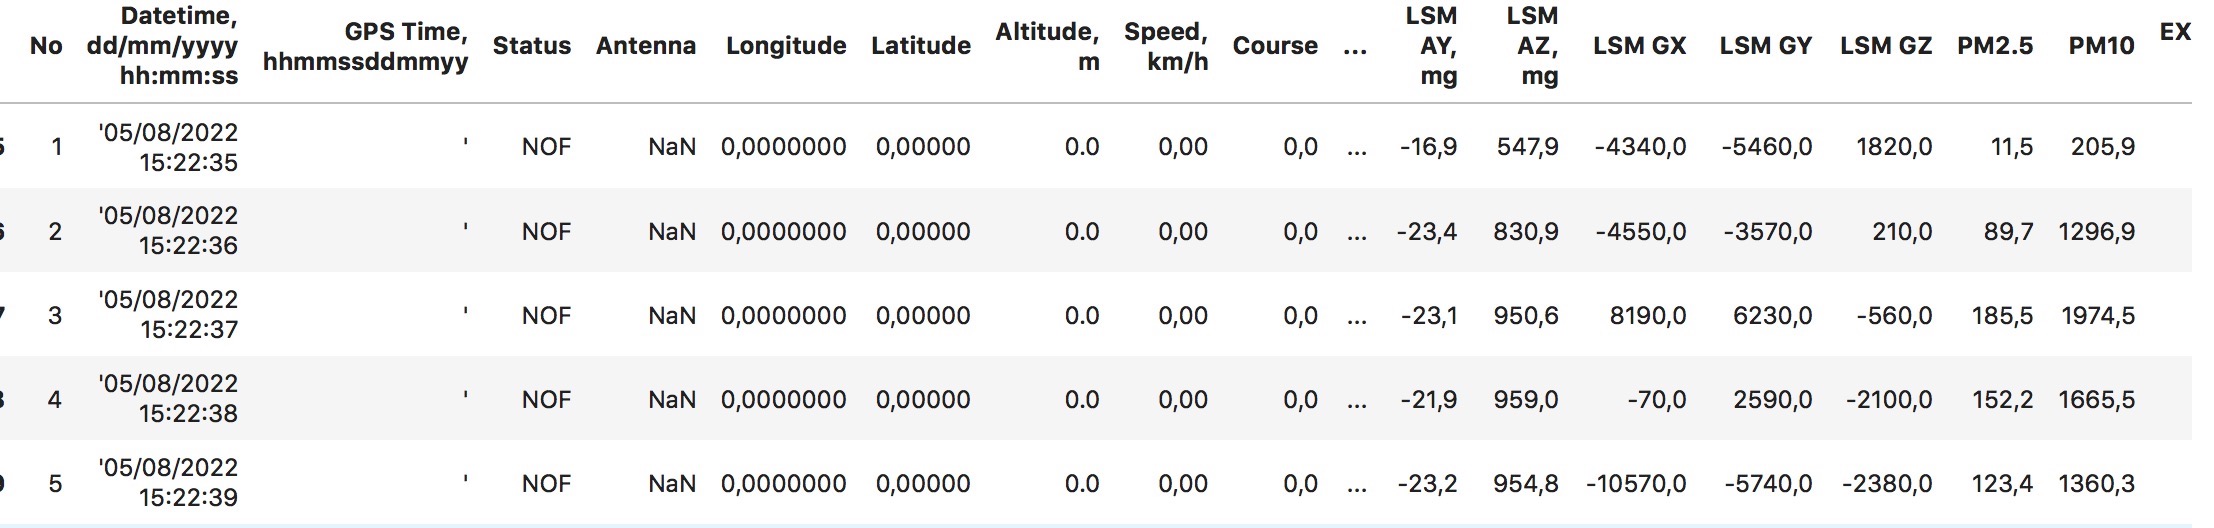 No Datetime, dd/mm/yyyy hh:mm:ss GPS Time, hhmmssddmmyy Status Antenna Longitude Latitude Altitude, m Speed, km/h Course ... LSM AY, mg LSM AZ, mg LSM GX LSM GY LSM GZ PM2.5 PM10 EX
1 '05/08/2022 15:22:35 ' NOF NaN 0,0000000 0,00000 0.0 0,00 0,0 ... -16,9 547,9 -4340,0 -5460,0 1820,0 11,5 205,9
2 '05/08/2022 15:22:36 ' NOF NaN 0,0000000 0,00000 0.0 0,00 0,0 ... -23,4 830,9 -4550,0 -3570,0 210,0 89,7 1296,9
3 '05/08/2022 15:22:37 ' NOF NaN 0,0000000 0,00000 0.0 0,00 0,0 ... -23,1 950,6 8190,0 6230,0 -560,0 185,5 1974,5
4 '05/08/2022 15:22:38 ' NOF NaN 0,0000000 0,00000 0.0 0,00 0,0 ... -21,9 959,0 -70,0 2590,0 -2100,0 152,2 1665,5
5 '05/08/2022 15:22:39 ' NOF NaN 0,0000000 0,00000 0.0 0,00 0,0 ... -23,2 954,8 -10570,0 -5740,0 -2380,0 123,4 1360,3